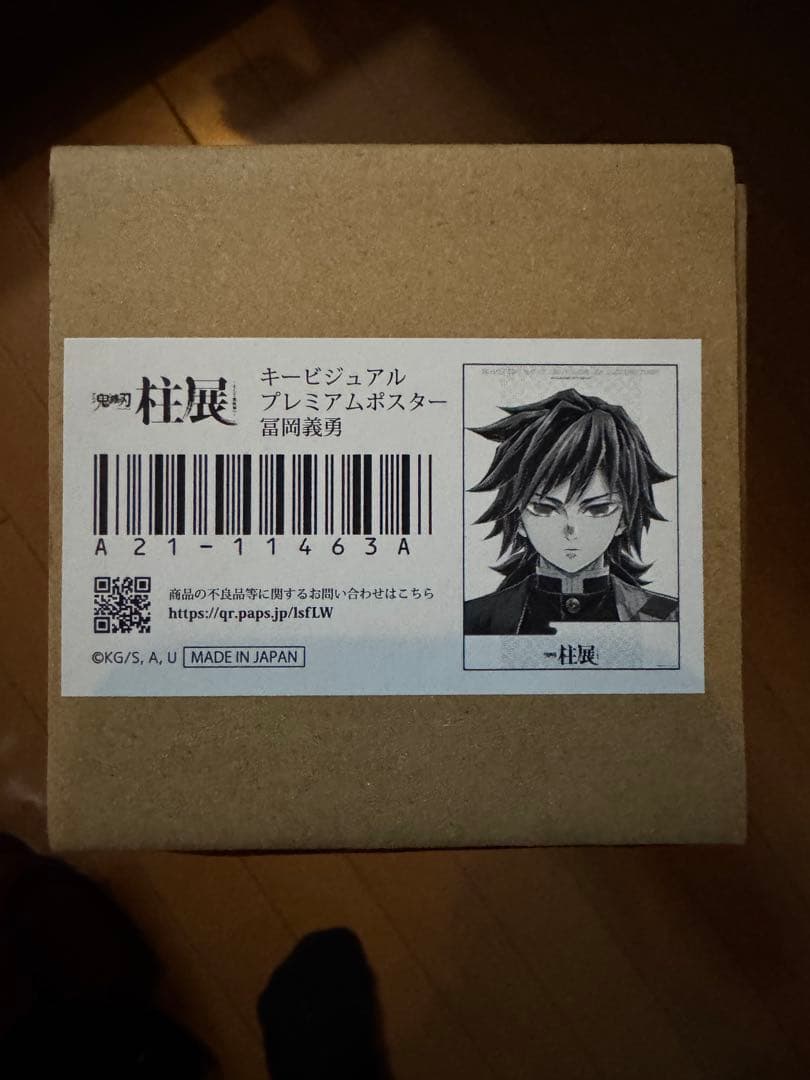 鬼滅の刃 柱展
キービジュアル
プレミアムポスター
冨岡義勇
A21-11463A
商品の不良品等に関するお問い合わせはこちら
https://qr.paps.jp/lsfLW
©KG/S, A, U MADE IN JAPAN
柱展